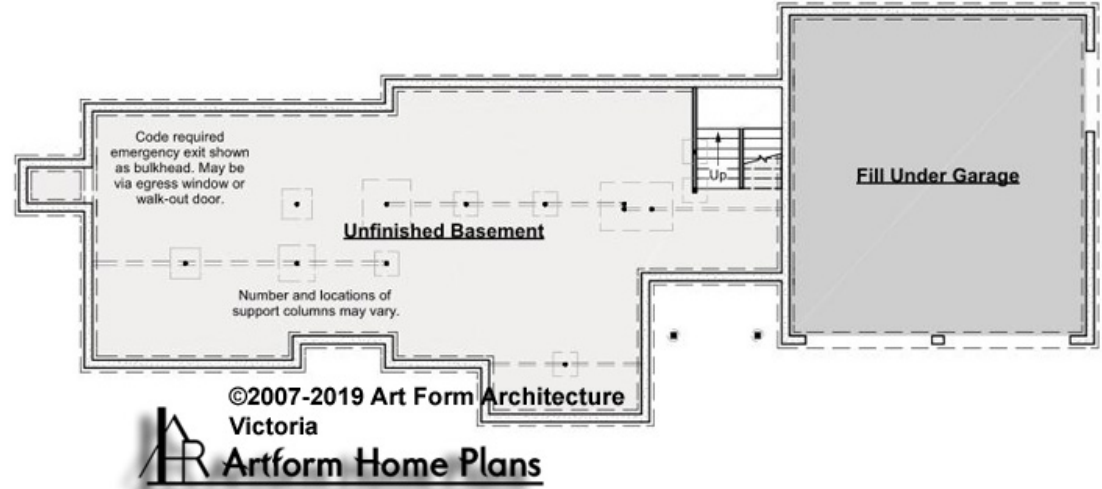 Code required
emergency exit shown
as bulkhead. May be
via egress window or
walk-out door.
Up
Fill Under Garage
Unfinished Basement
Number and locations of
support columns may vary.
©2007-2019 Art Form Architecture
Victoria
Artform Home Plans